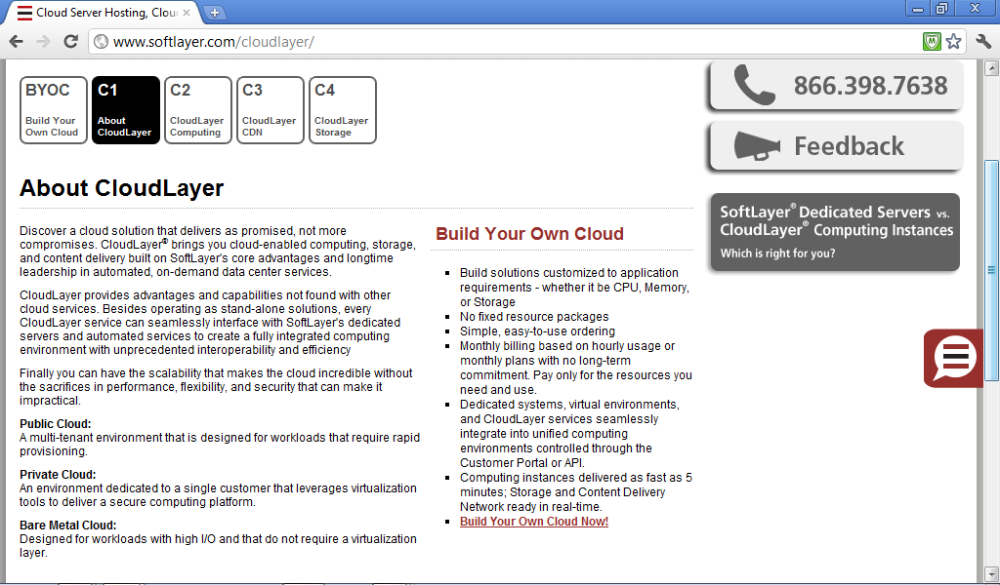 Cloud Server Hosting, Clou
www.softlayer.com/cloudlayer/
BYOC
Build Your
Own Cloud
C1
About
CloudLayer
C2
CloudLayer
Computing
C3
CloudLayer
CDN
C4
CloudLayer
Storage
866.398.7638
Feedback
SoftLayer® Dedicated Servers vs.
CloudLayer® Computing Instances
Which is right for you?
About CloudLayer
Discover a cloud solution that delivers as promised, not more
compromises. CloudLayer® brings you cloud-enabled computing, storage,
and content delivery built on SoftLayer's core advantages and longtime
leadership in automated, on-demand data center services.
CloudLayer provides advantages and capabilities not found with other
cloud services. Besides operating as stand-alone solutions, every
CloudLayer service can seamlessly interface with SoftLayer's dedicated
servers and automated services to create a fully integrated computing
environment with unprecedented interoperability and efficiency
Finally you can have the scalability that makes the cloud incredible without
the sacrifices in performance, flexibility, and security that can make it
impractical.
Public Cloud:
A multi-tenant environment that is designed for workloads that require rapid
provisioning.
Private Cloud:
An environment dedicated to a single customer that leverages virtualization
tools to deliver a secure computing platform.
Bare Metal Cloud:
Designed for workloads with high I/O and that do not require a virtualization
layer.
Build Your Own Cloud
Build solutions customized to application
requirements - whether it be CPU, Memory,
or Storage
No fixed resource packages
Simple, easy-to-use ordering
Monthly billing based on hourly usage or
monthly plans with no long-term
commitment. Pay only for the resources you
need and use.
Dedicated systems, virtual environments,
and CloudLayer services seamlessly
integrate into unified computing
environments controlled through the
Customer Portal or API.
Computing instances delivered as fast as 5
minutes; Storage and Content Delivery
Network ready in real-time.
Build Your Own Cloud Now!